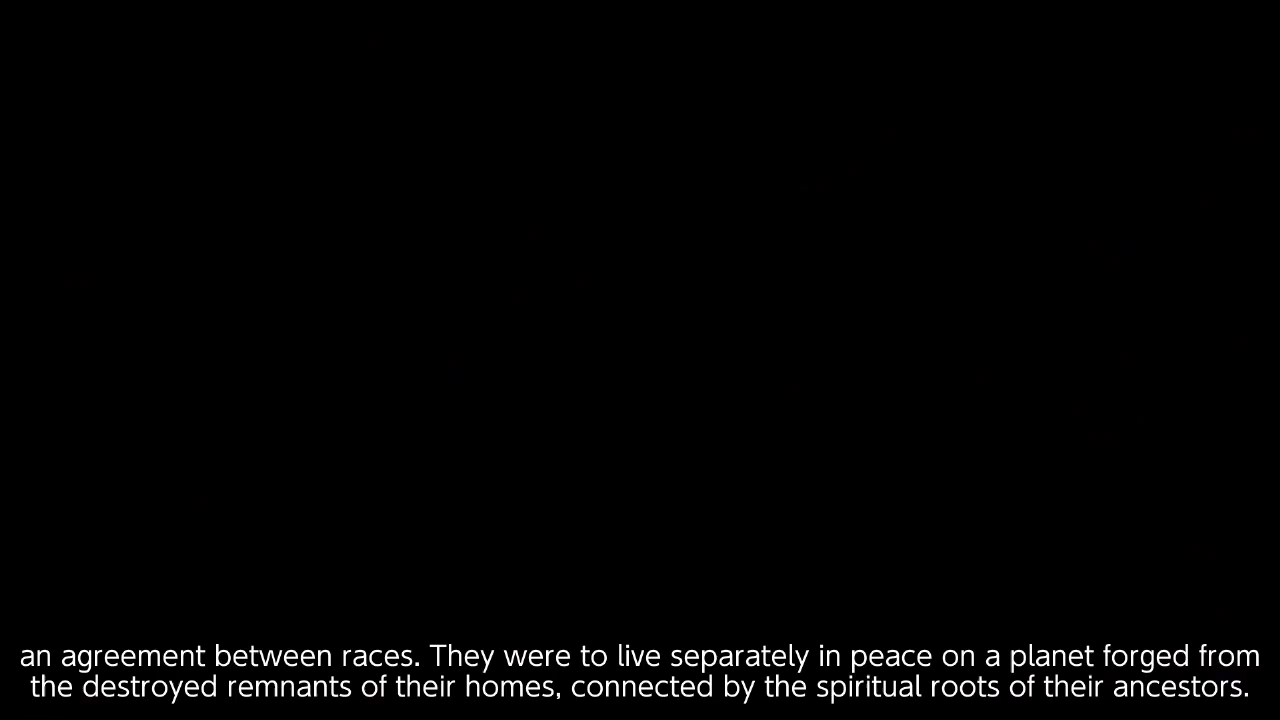 an agreement between races. They were to live separately in peace on a planet forged from
the destroyed remnants of their homes, connected by the spiritual roots of their ancestors.